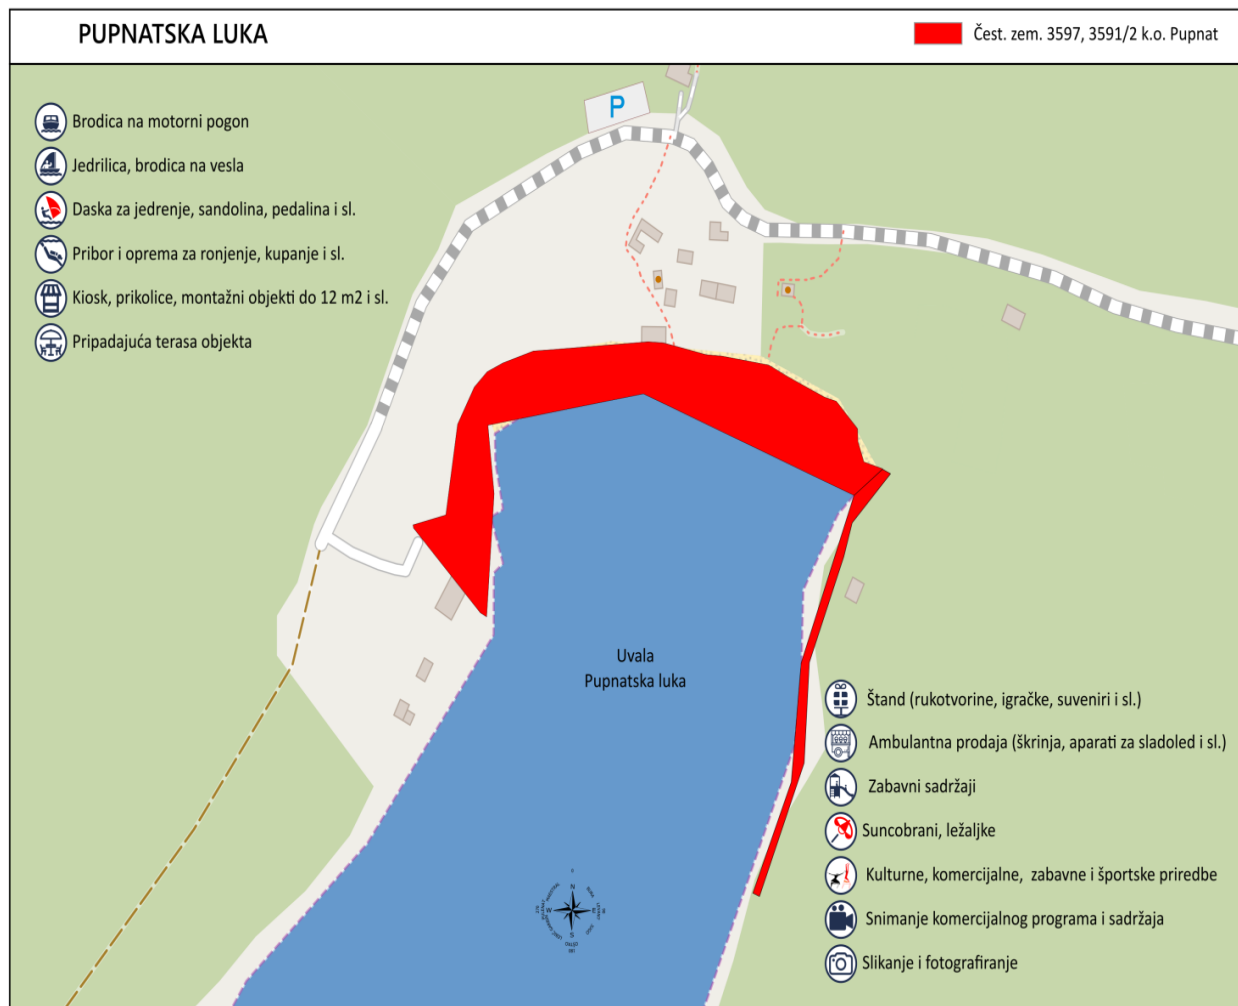 PUPNATSKA LUKA
Čest. zem. 3597, 3591/2 k.o. Pupnat
P
Brodica na motorni pogon
Jedrilica, brodica na vesla
Daska za jedrenje, sandolina, pedalina i sl.
Pribor i oprema za ronjenje, kupanje i sl.
Kiosk, prikolice, montažni objekti do 12 m2 i sl.
Pripadajuća terasa objekta
Uvala
Pupnatska luka
Štand (rukotvorine, igračke, suveniri i sl.)
Ambulantna prodaja (škrinja, aparati za sladoled i sl.)
Zabavni sadržaji
Suncobrani, ležaljke
Kulturne, komercijalne, zabavne i športske priredbe
Snimanje komercijalnog programa i sadržaja
Slikanje i fotografiranje
N
W
E
S